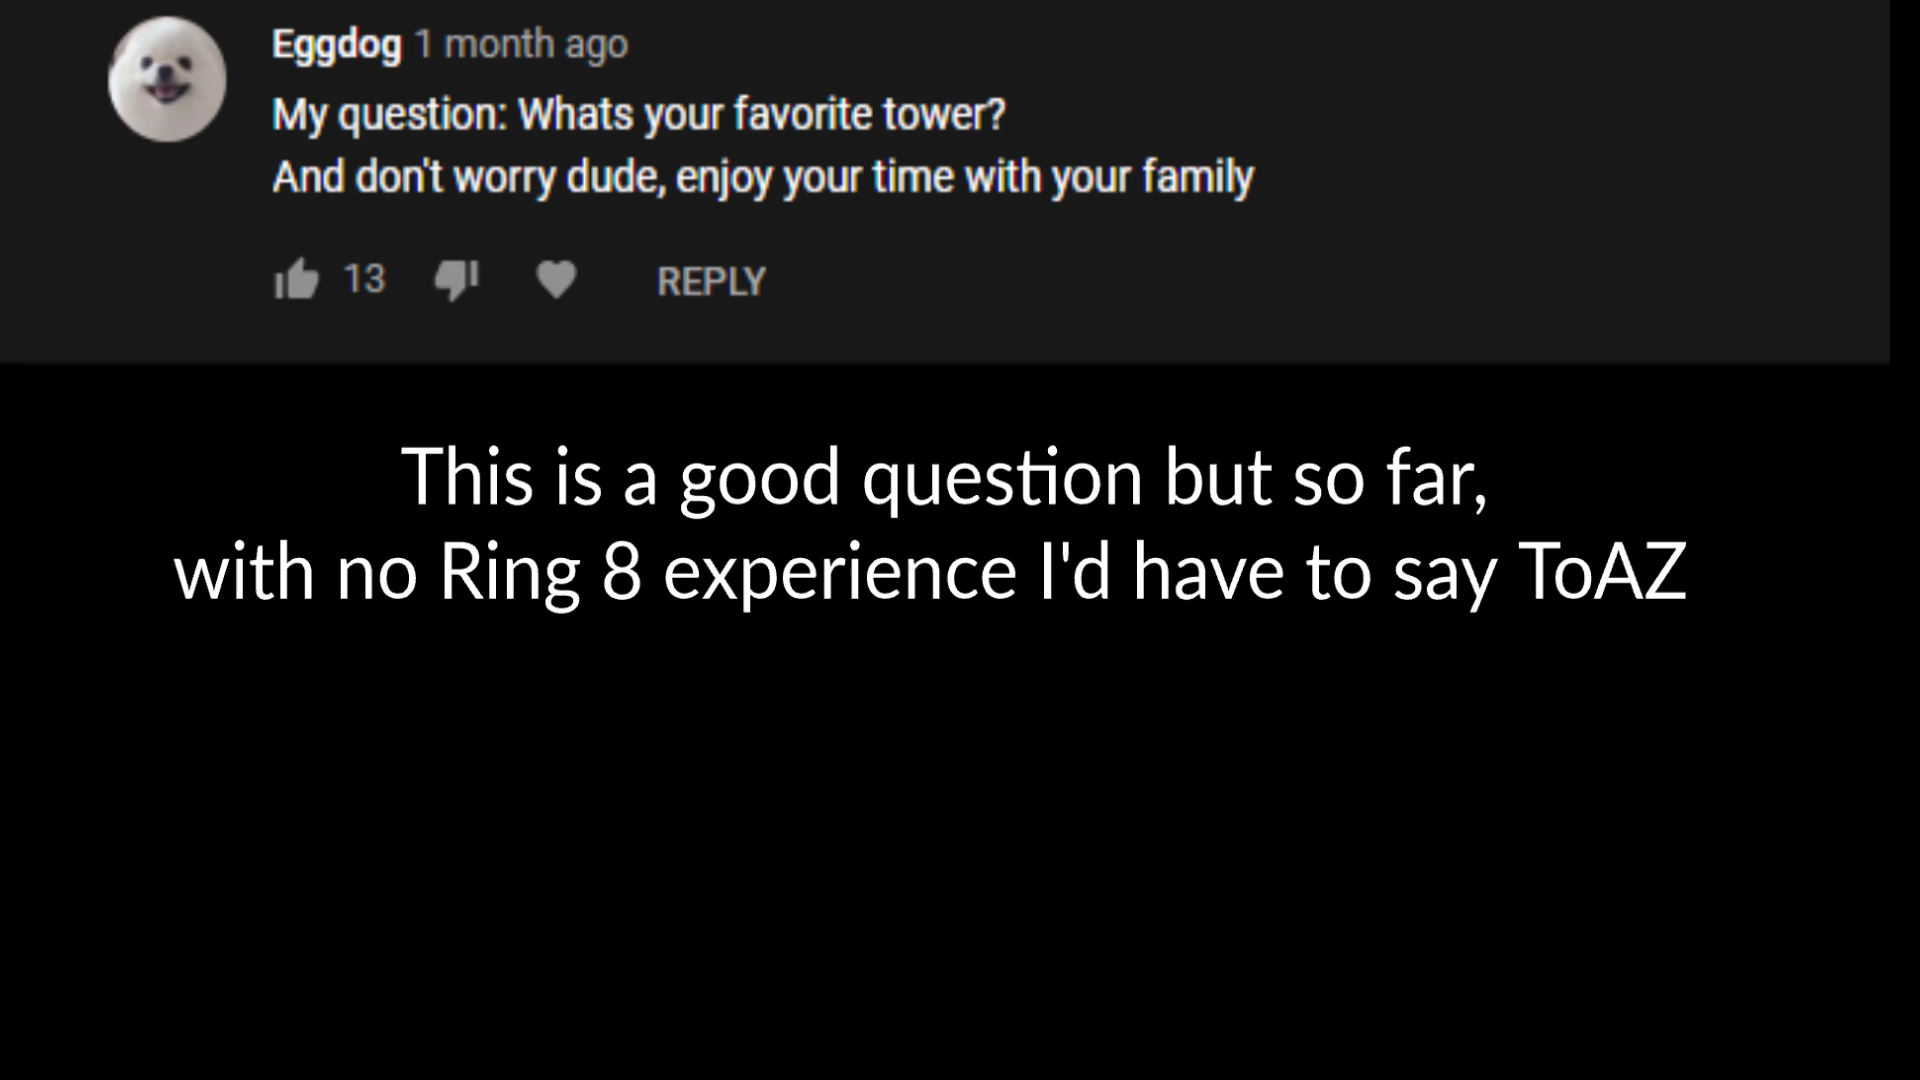 Eggdog 1 month ago
My question: Whats your favorite tower?
And don't worry dude, enjoy your time with your family
13 REPLY
This is a good question but so far,
with no Ring 8 experience I'd have to say ToAZ